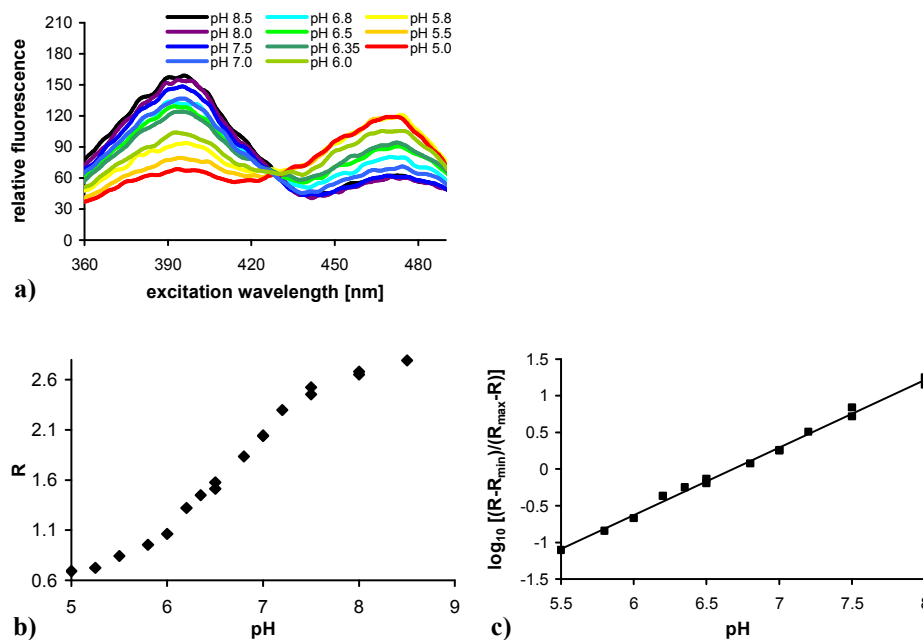 pH 8.5 pH 6.8 pH 5.8
pH 8.0 pH 6.5 pH 5.5
pH 7.5 pH 6.35 pH 5.0
pH 7.0 pH 6.0
210
180
150
120
90
60
30
0
relative fluorescence
360 390 420 450 480
excitation wavelength [nm]
a)
2.6
2.1
1.6
1.1
0.6
R
5 6 7 8 9
pH
b)
1.5
1
0.5
0
-0.5
-1
-1.5
log10 [(R-Rmin)/(Rmax-R)]
5.5 6 6.5 7 7.5 8
pH
c)